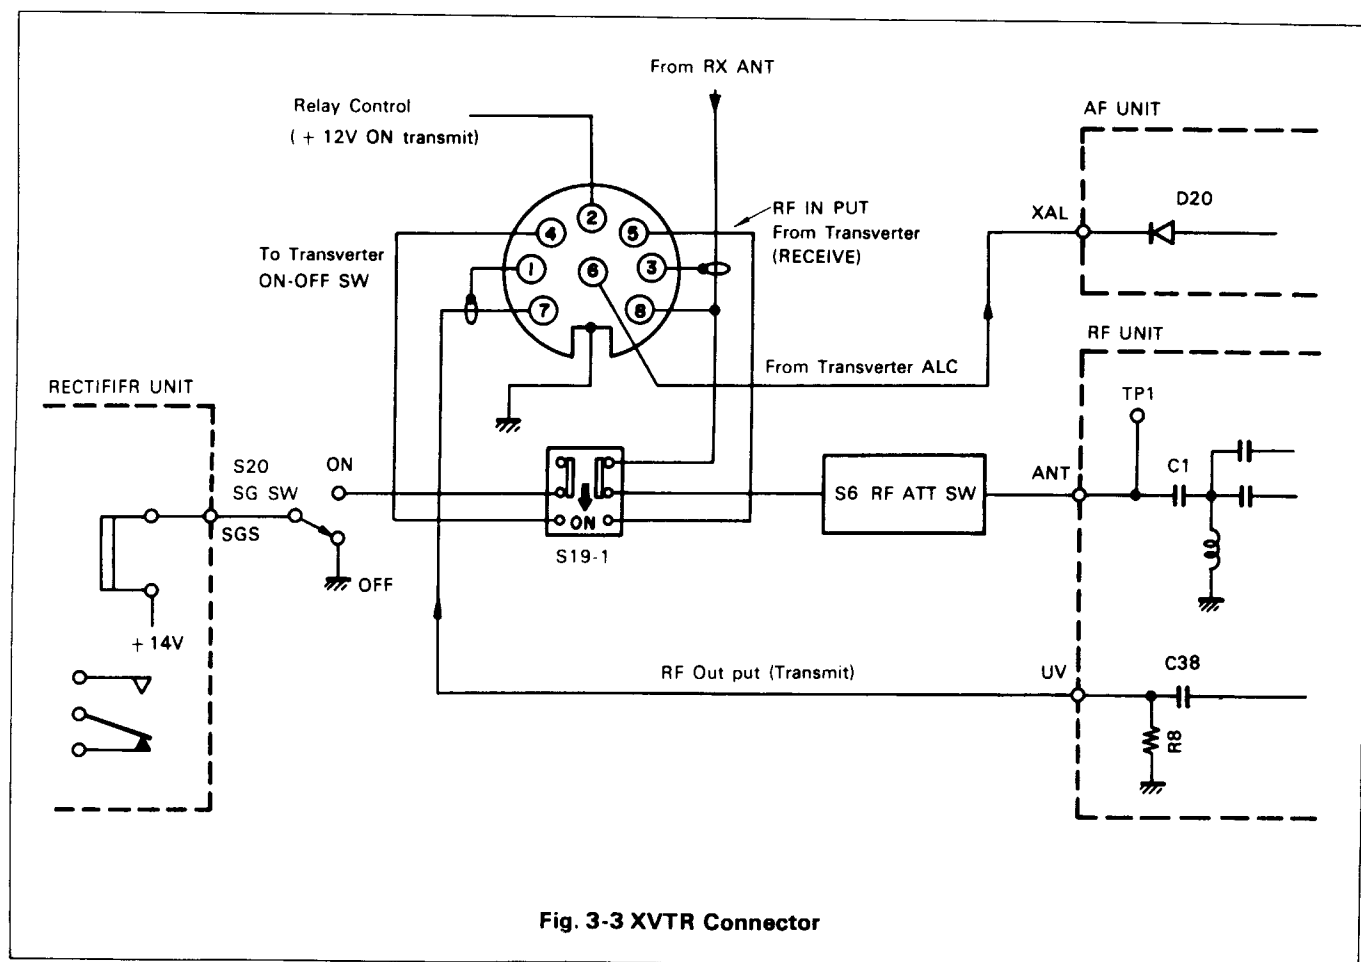 From RX ANT
Relay Control
( + 12V ON transmit)
AF UNIT
2
4
5
RF IN PUT
From Transverter
(RECEIVE)
XAL
D20
To Transverter
ON-OFF SW
1
6
3
7
8
RF UNIT
From Transverter ALC
RECTIFIFR UNIT
TP1
S20
SG SW
ON
S6 RF ATT SW
ANT
C1
SGS
ON
S19-1
OFF
+ 14V
RF Out put (Transmit)
UV
C38
R8
Fig. 3-3 XVTR Connector